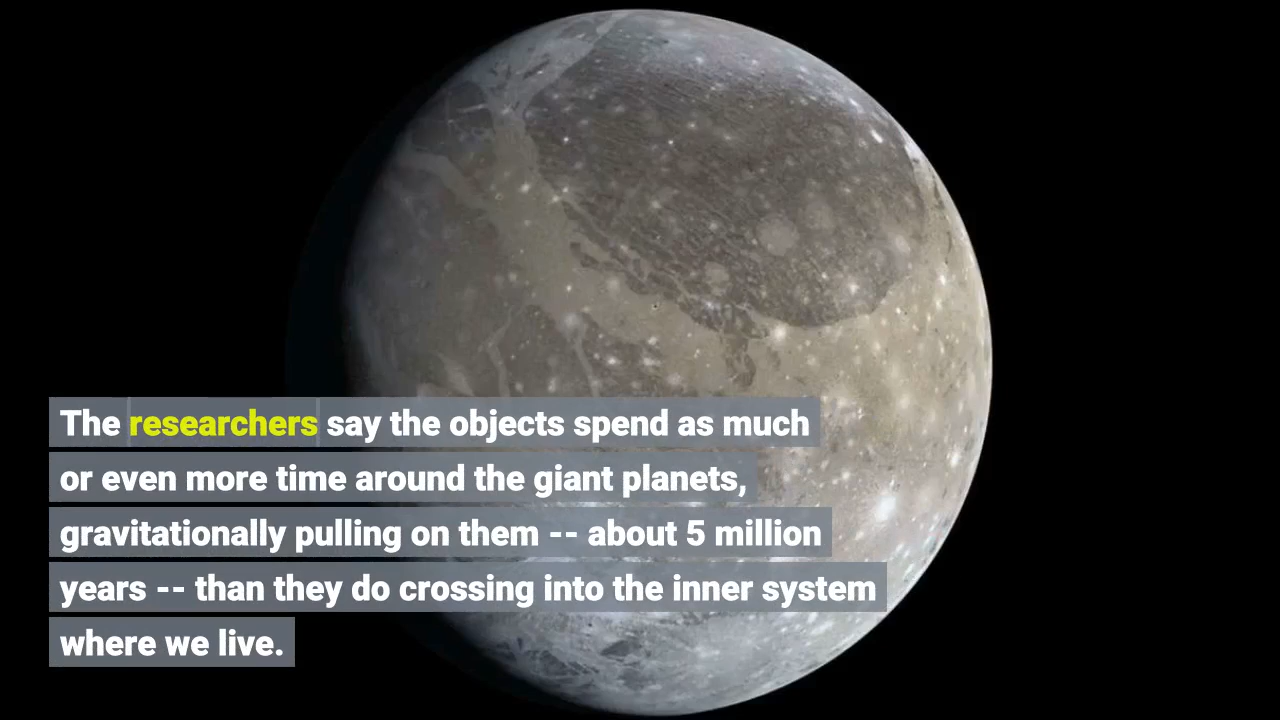 The researchers say the objects spend as much
or even more time around the giant planets,
gravitationally pulling on them -- about 5 million
years -- than they do crossing into the inner system
where we live.